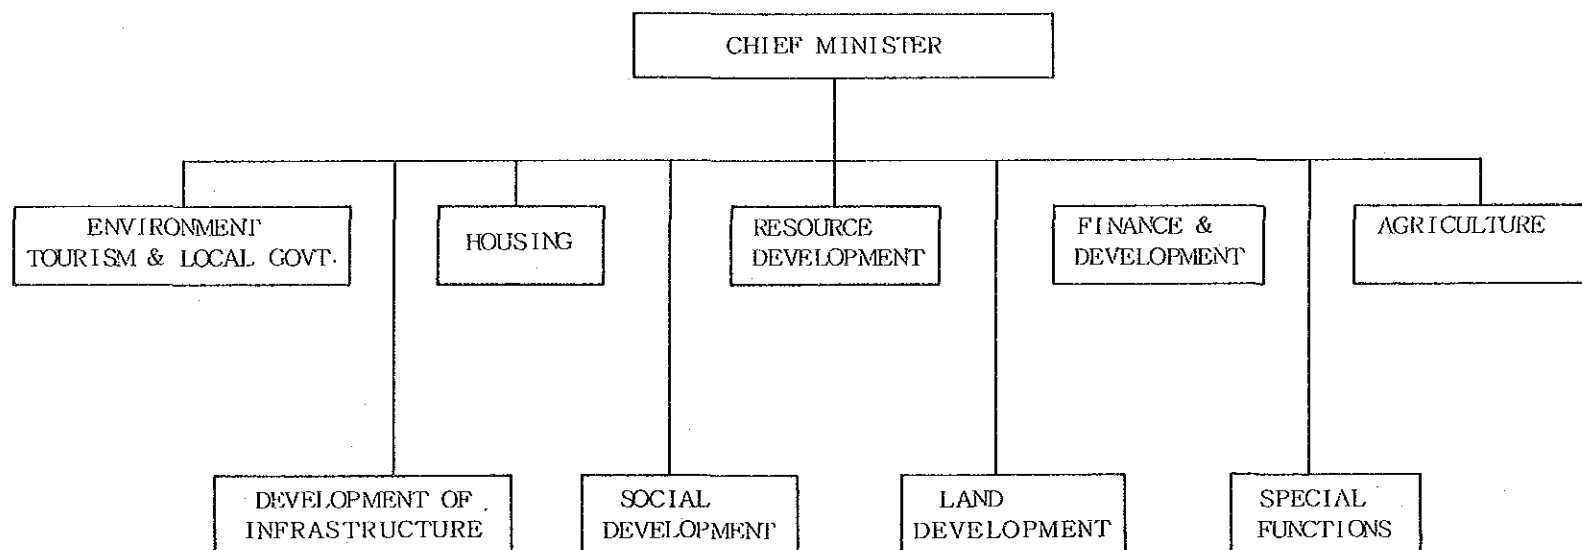 CHIEF MINISTER
ENVIRONMENT
TOURISM & LOCAL GOVT.
HOUSING
RESOURCE
DEVELOPMENT
FINANCE &
DEVELOPMENT
AGRICULTURE
DEVELOPMENT OF
INFRASTRUCTURE
SOCIAL
DEVELOPMENT
LAND
DEVELOPMENT
SPECIAL
FUNCTIONS